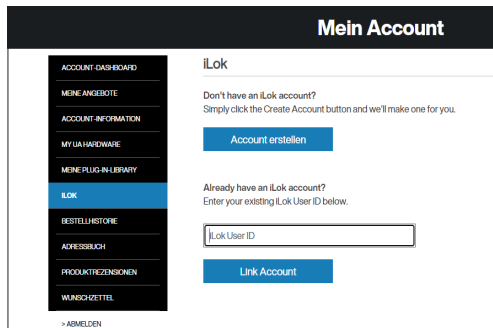 Mein Account
ACCOUNT-DASHBOARD
MEINE ANGEBOTE
ACCOUNT-INFORMATION
MY UA HARDWARE
MEINE PLUG-IN-LIBRARY
ILOK
BESTELLHISTORIE
ADRESSBUCH
PRODUKTREZENSIONEN
WUNSCHZETTEL
> ABMELDEN
iLok
Don't have an iLok account?
Simply click the Create Account button and we'll make one for you.
Account erstellen
Already have an iLok account?
Enter your existing iLok User ID below.
iLok User ID
Link Account